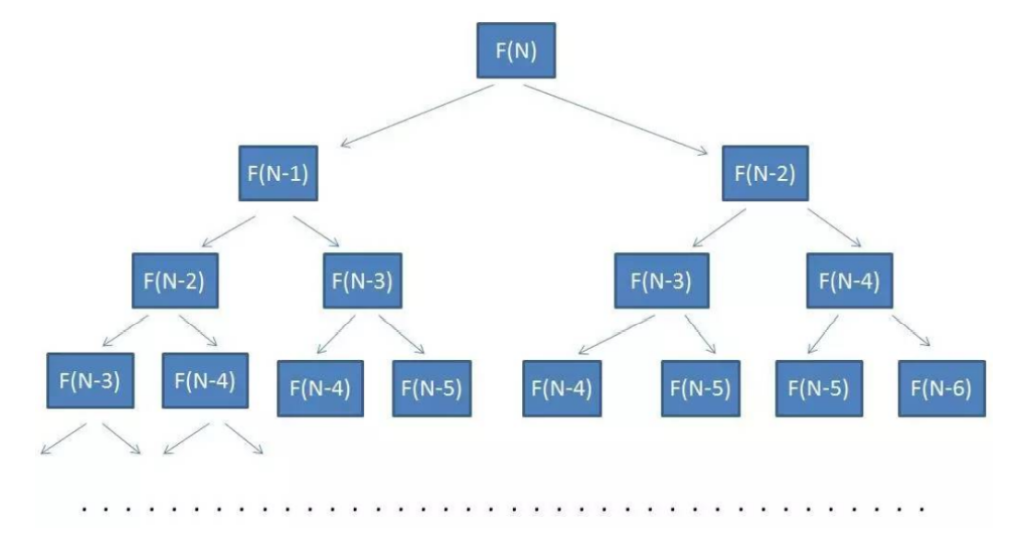 F(N)
F(N-1) F(N-2)
F(N-2) F(N-3) F(N-3) F(N-4)
F(N-3) F(N-4) F(N-4) F(N-5) F(N-4) F(N-5) F(N-5) F(N-6)
. . . . . . . . . . . . . . . . . . . . . . . . . . . . . . .